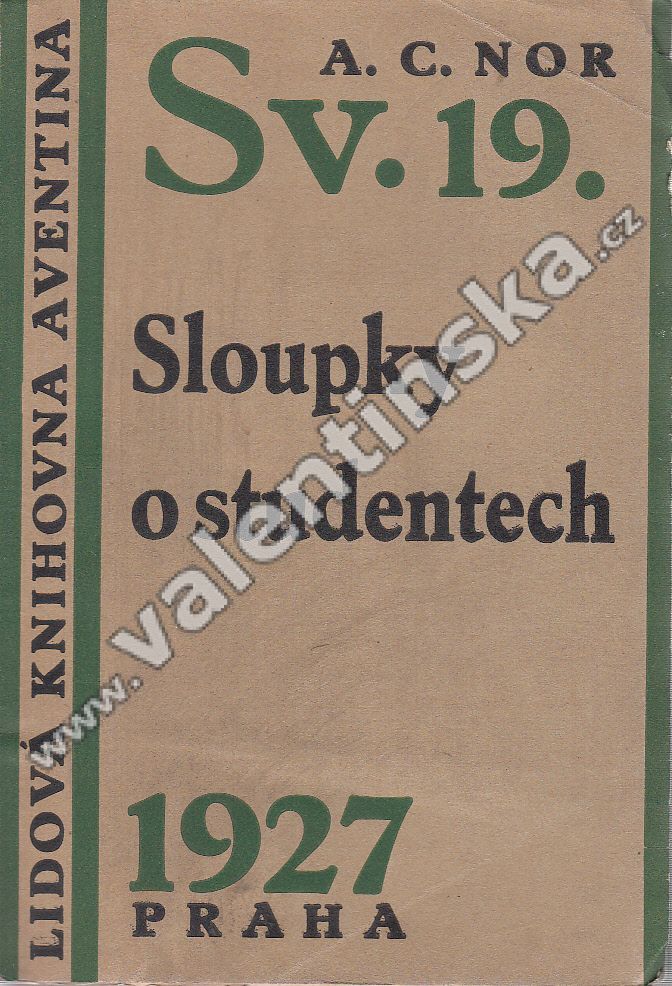 LIDOVÁ KNIHOVNA AVENTINA
A. C. NOR
Sv. 19.
Sloupky
o studentech
1927
PRAHA
www.valentinska.cz